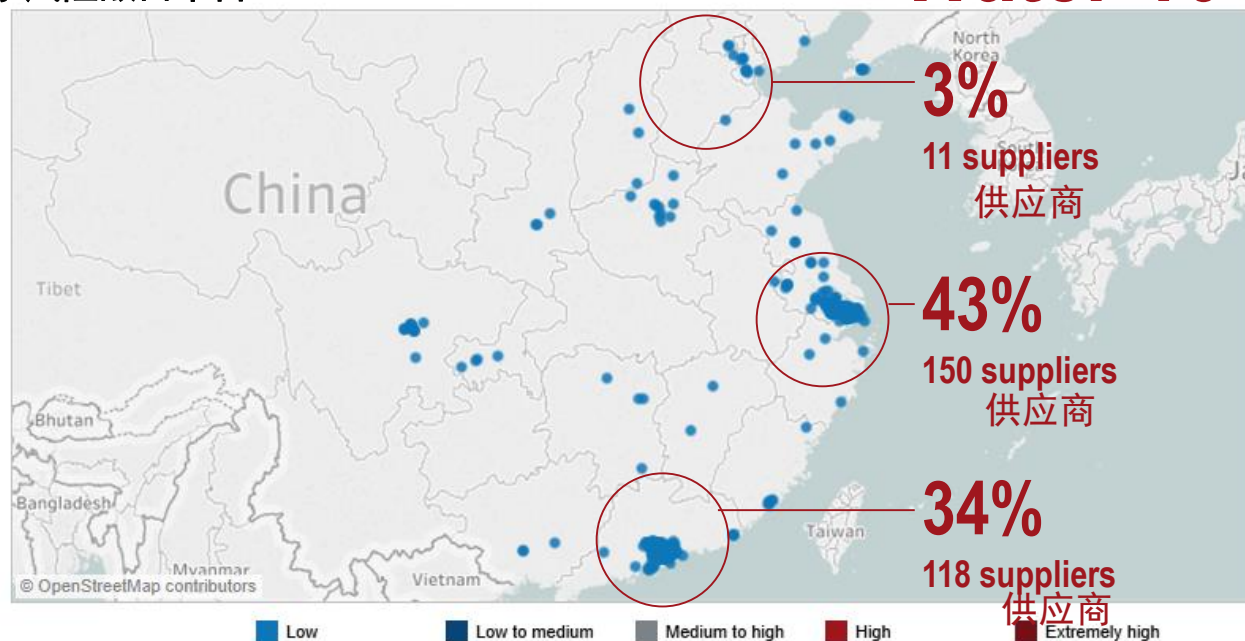 North
Korea
3%
11 suppliers
供应商
China
Tibet
43%
150 suppliers
供应商
Bhutan
Bangladesh
Myanmar
Vietnam
Taiwan
34%
118 suppliers
供应商
© OpenStreetMap contributors
Low
Low to medium
Medium to high
High
Extremely high